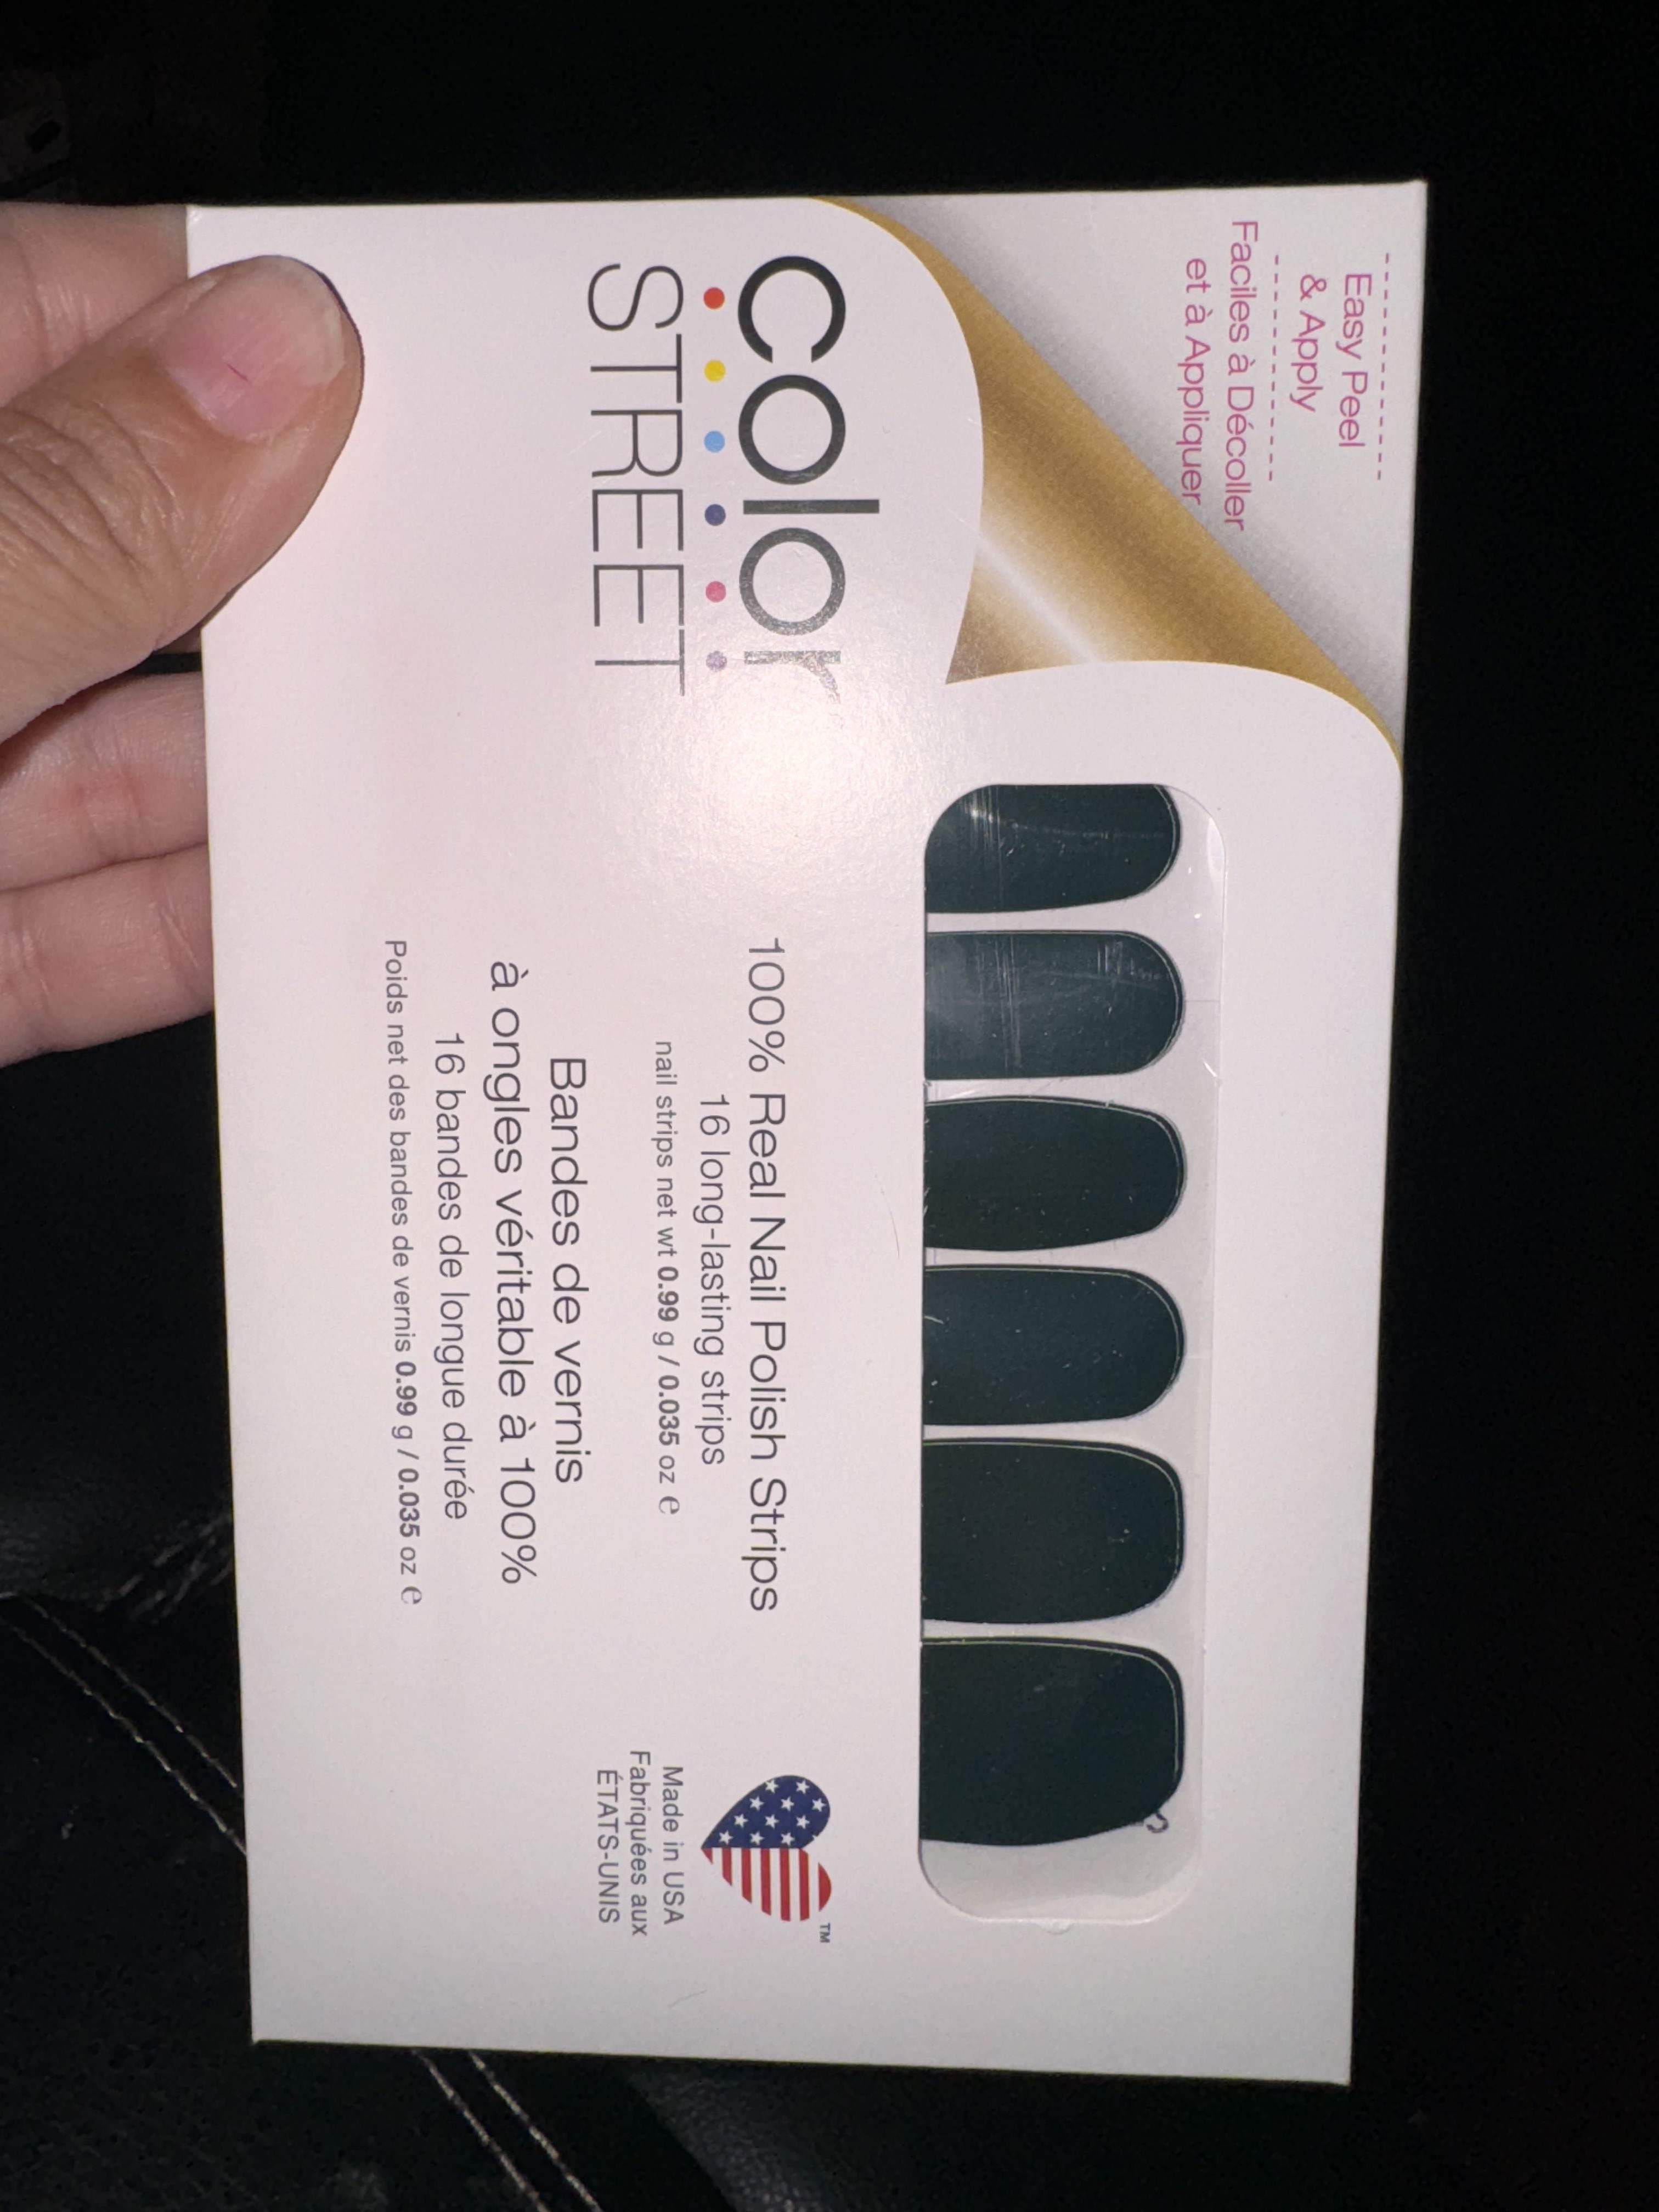 Easy Peel
& Apply
Faciles à Décoller
et à Appliquer
color
STREET
100% Real Nail Polish Strips
16 long-lasting strips
nail strips net wt 0.99 g / 0.035 oz ℮
Bandes de vernis
à ongles véritable à 100%
16 bandes de longue durée
Poids net des bandes de vernis 0.99 g / 0.035 oz ℮
TM
Made in USA
Fabriquées aux
ÉTATS-UNIS